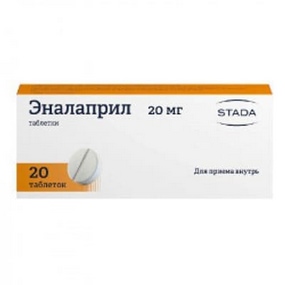 Эналаприл 20 мг
таблетки
STADA
20
таблеток
Для приема внутрь